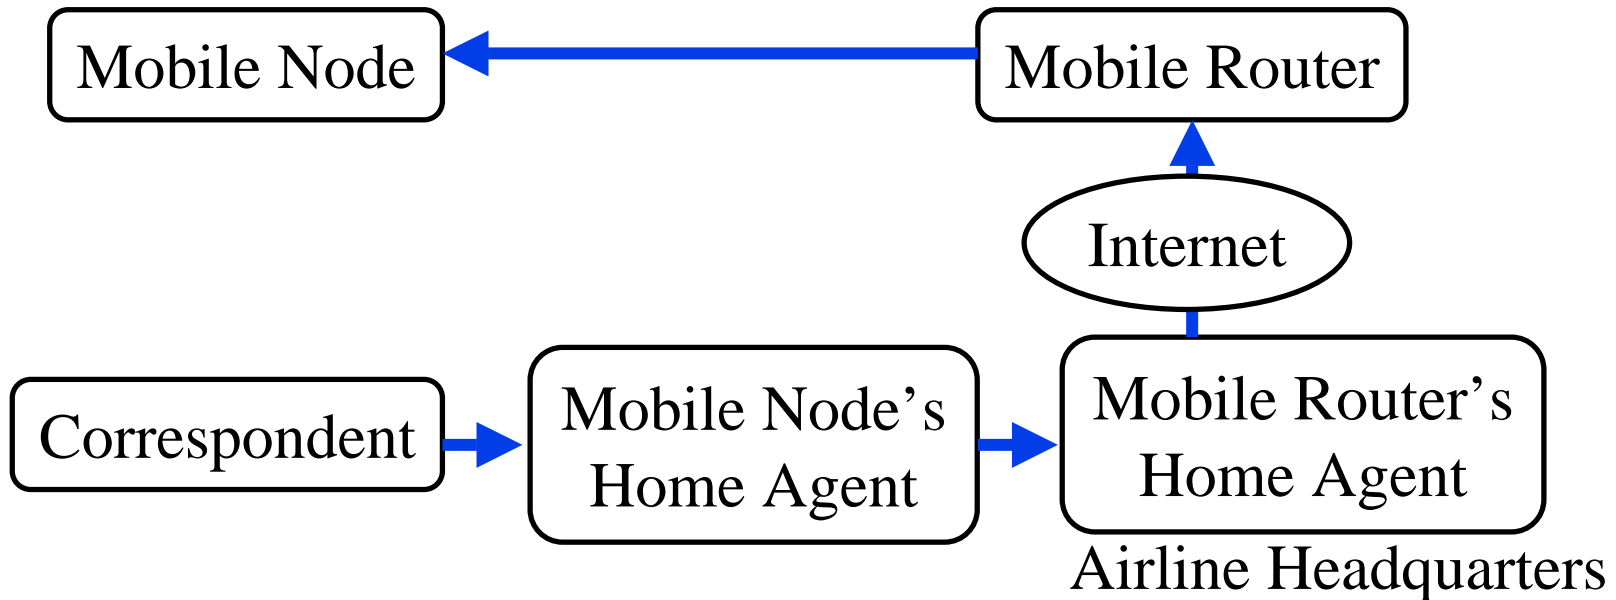 Mobile Node
Mobile Router
Internet
Correspondent
Mobile Node’s
Home Agent
Mobile Router’s
Home Agent
Airline Headquarters